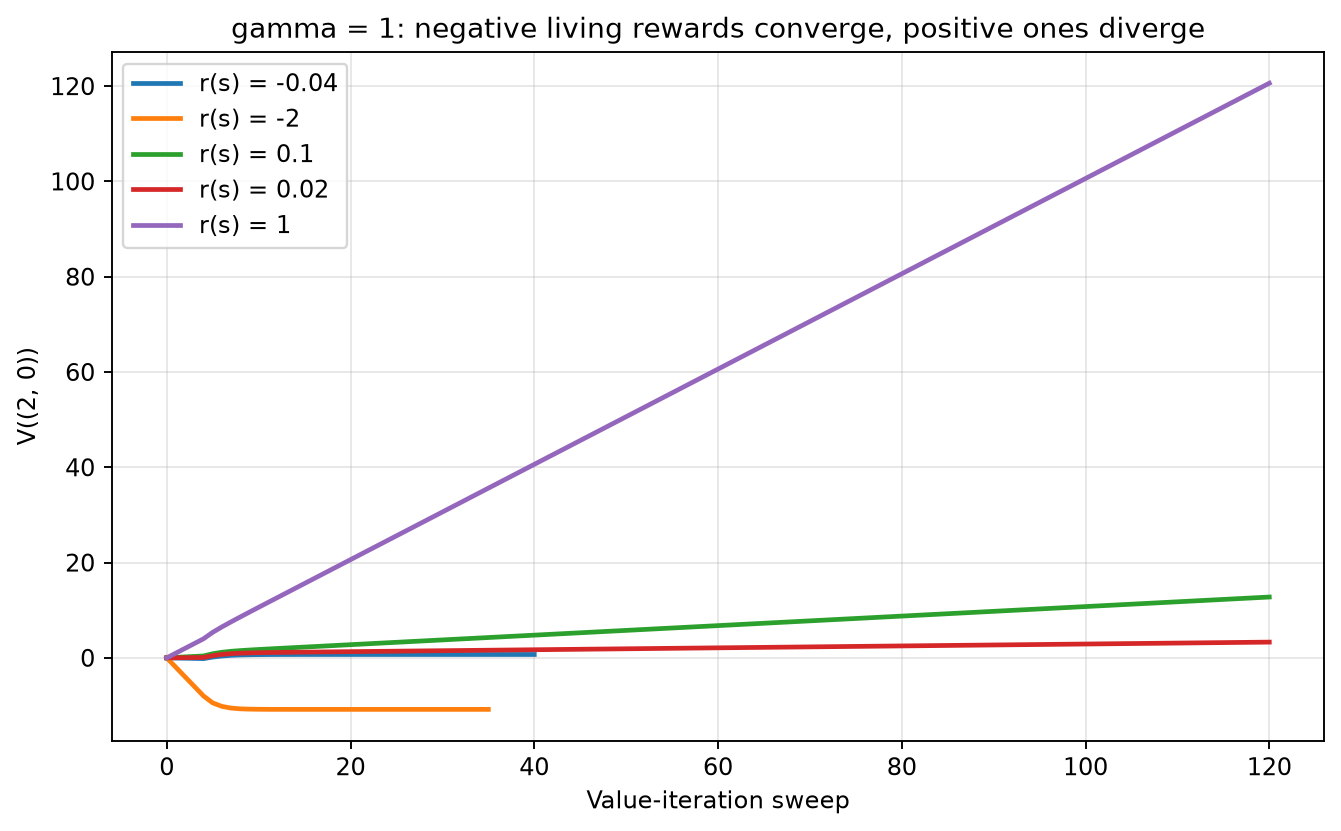 gamma = 1: negative living rewards converge, positive ones diverge
r(s) = -0.04
r(s) = -2
r(s) = 0.1
r(s) = 0.02
r(s) = 1
120
100
80
60
40
20
0
V((2, 0))
0 20 40 60 80 100 120
Value-iteration sweep